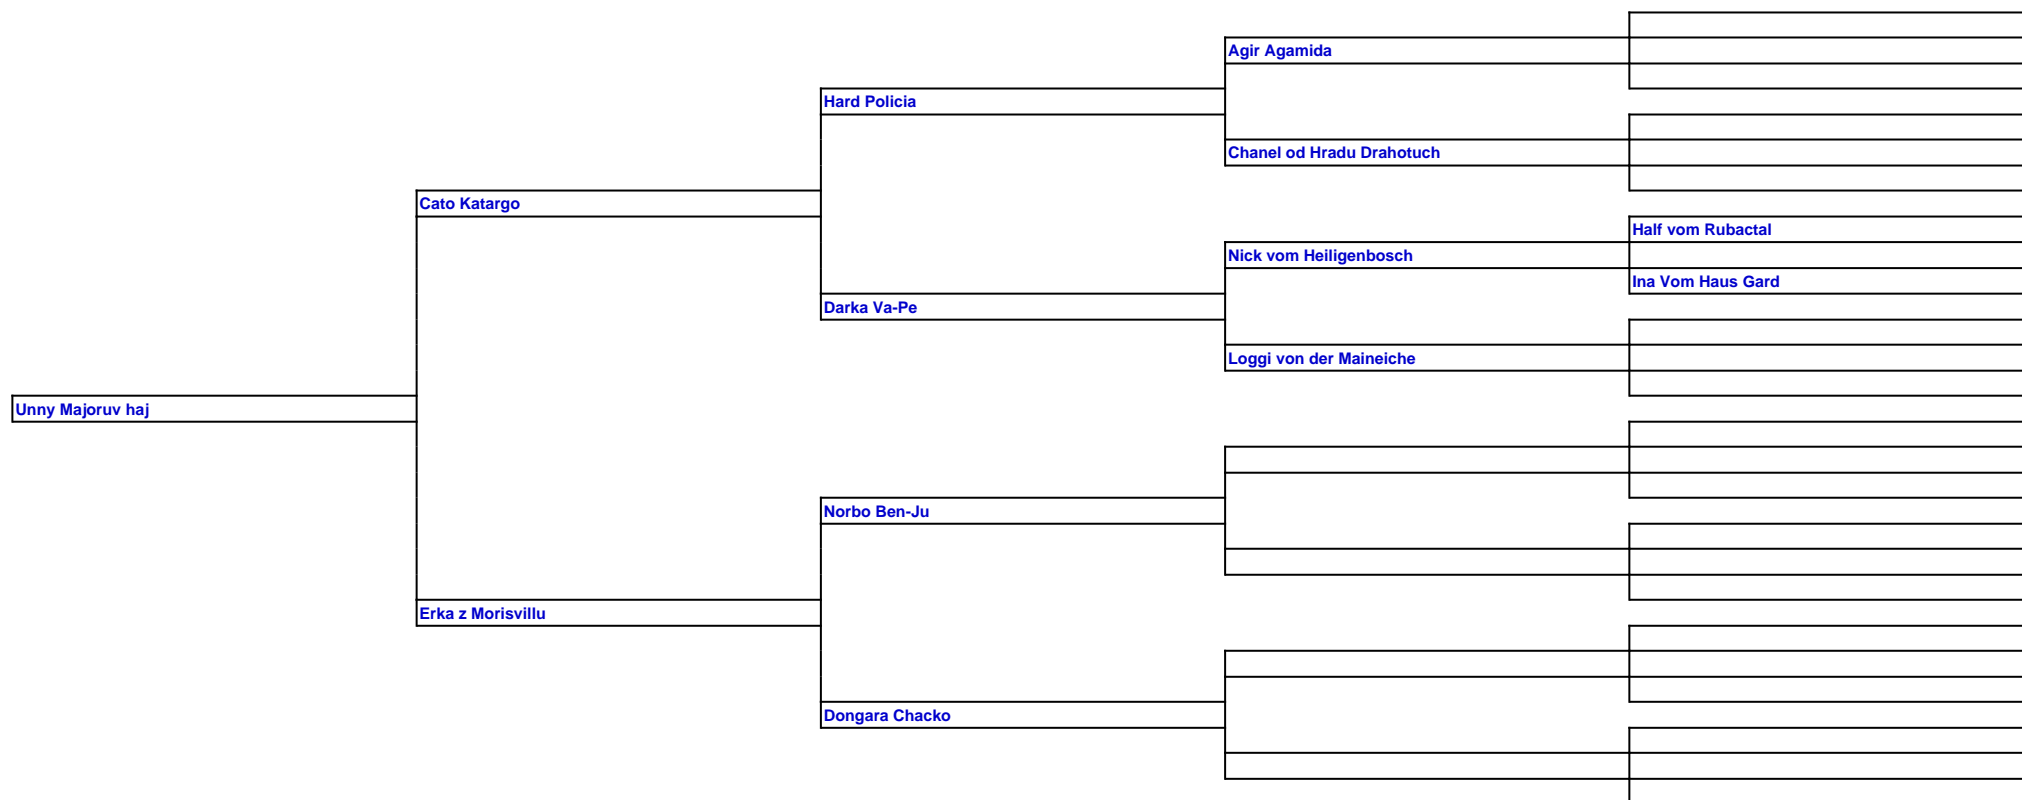 Agir Agamida
Hard Policia
Chanel od Hradu Drahotuch
Cato Katargo
Half vom Rubactal
Nick vom Heiligenbosch
Ina Vom Haus Gard
Darka Va-Pe
Loggi von der Maineiche
Unny Majoruv haj
Norbo Ben-Ju
Erka z Morisvillu
Dongara Chacko